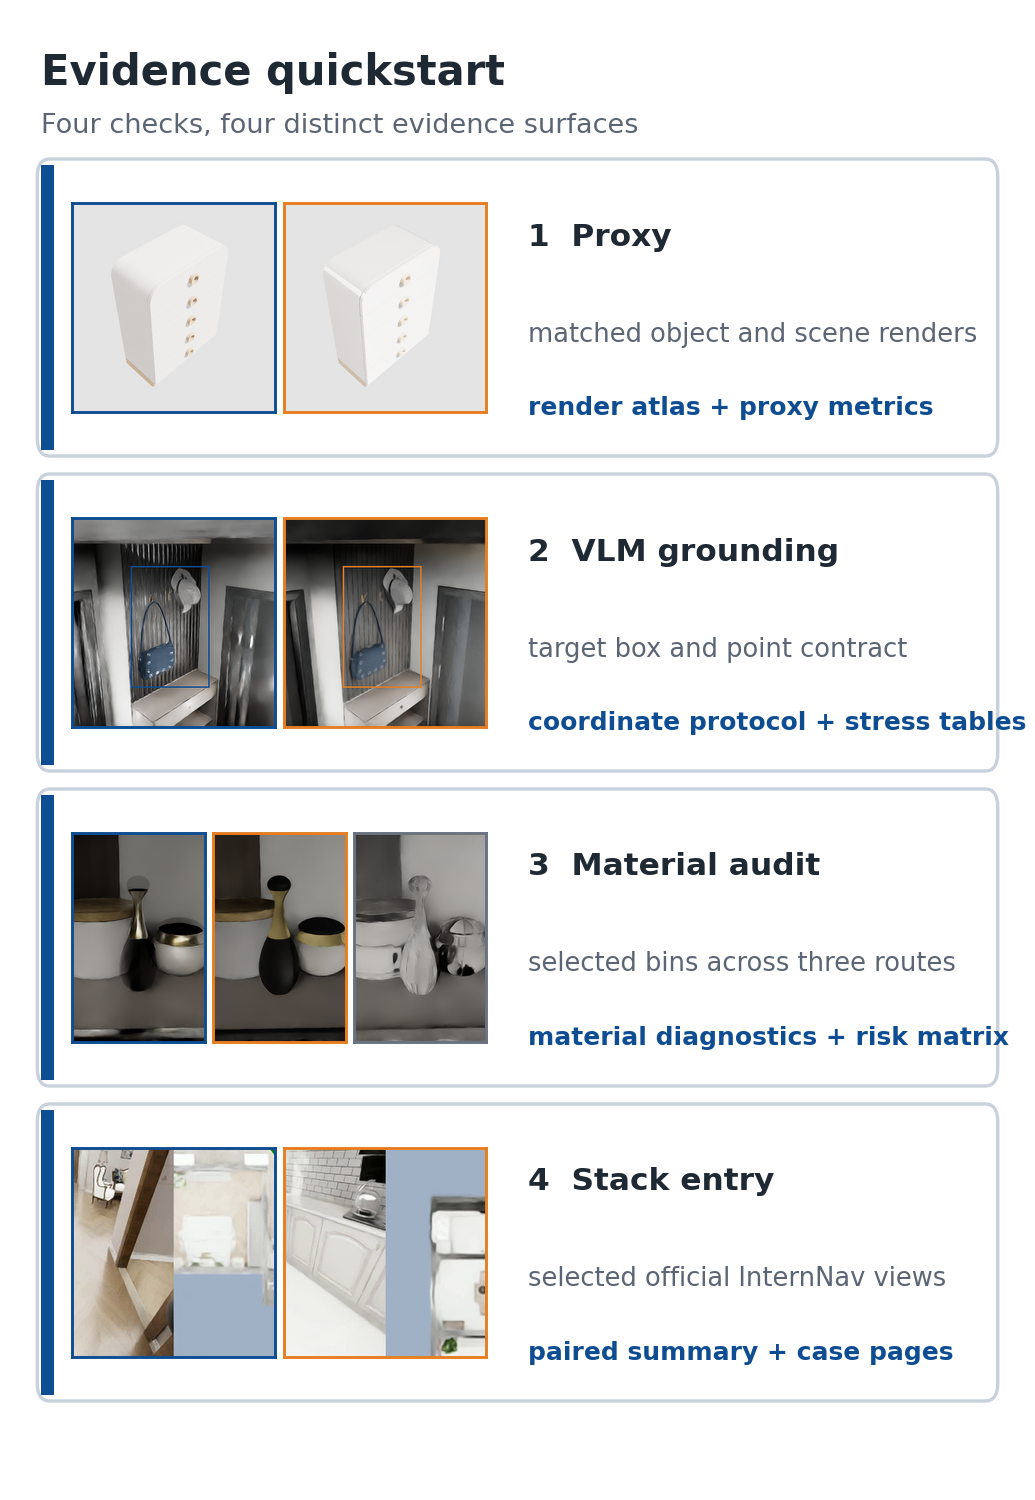 Evidence quickstart
Four checks, four distinct evidence surfaces
1 Proxy
matched object and scene renders
render atlas + proxy metrics
2 VLM grounding
target box and point contract
coordinate protocol + stress tables
3 Material audit
selected bins across three routes
material diagnostics + risk matrix
4 Stack entry
selected official InternNav views
paired summary + case pages